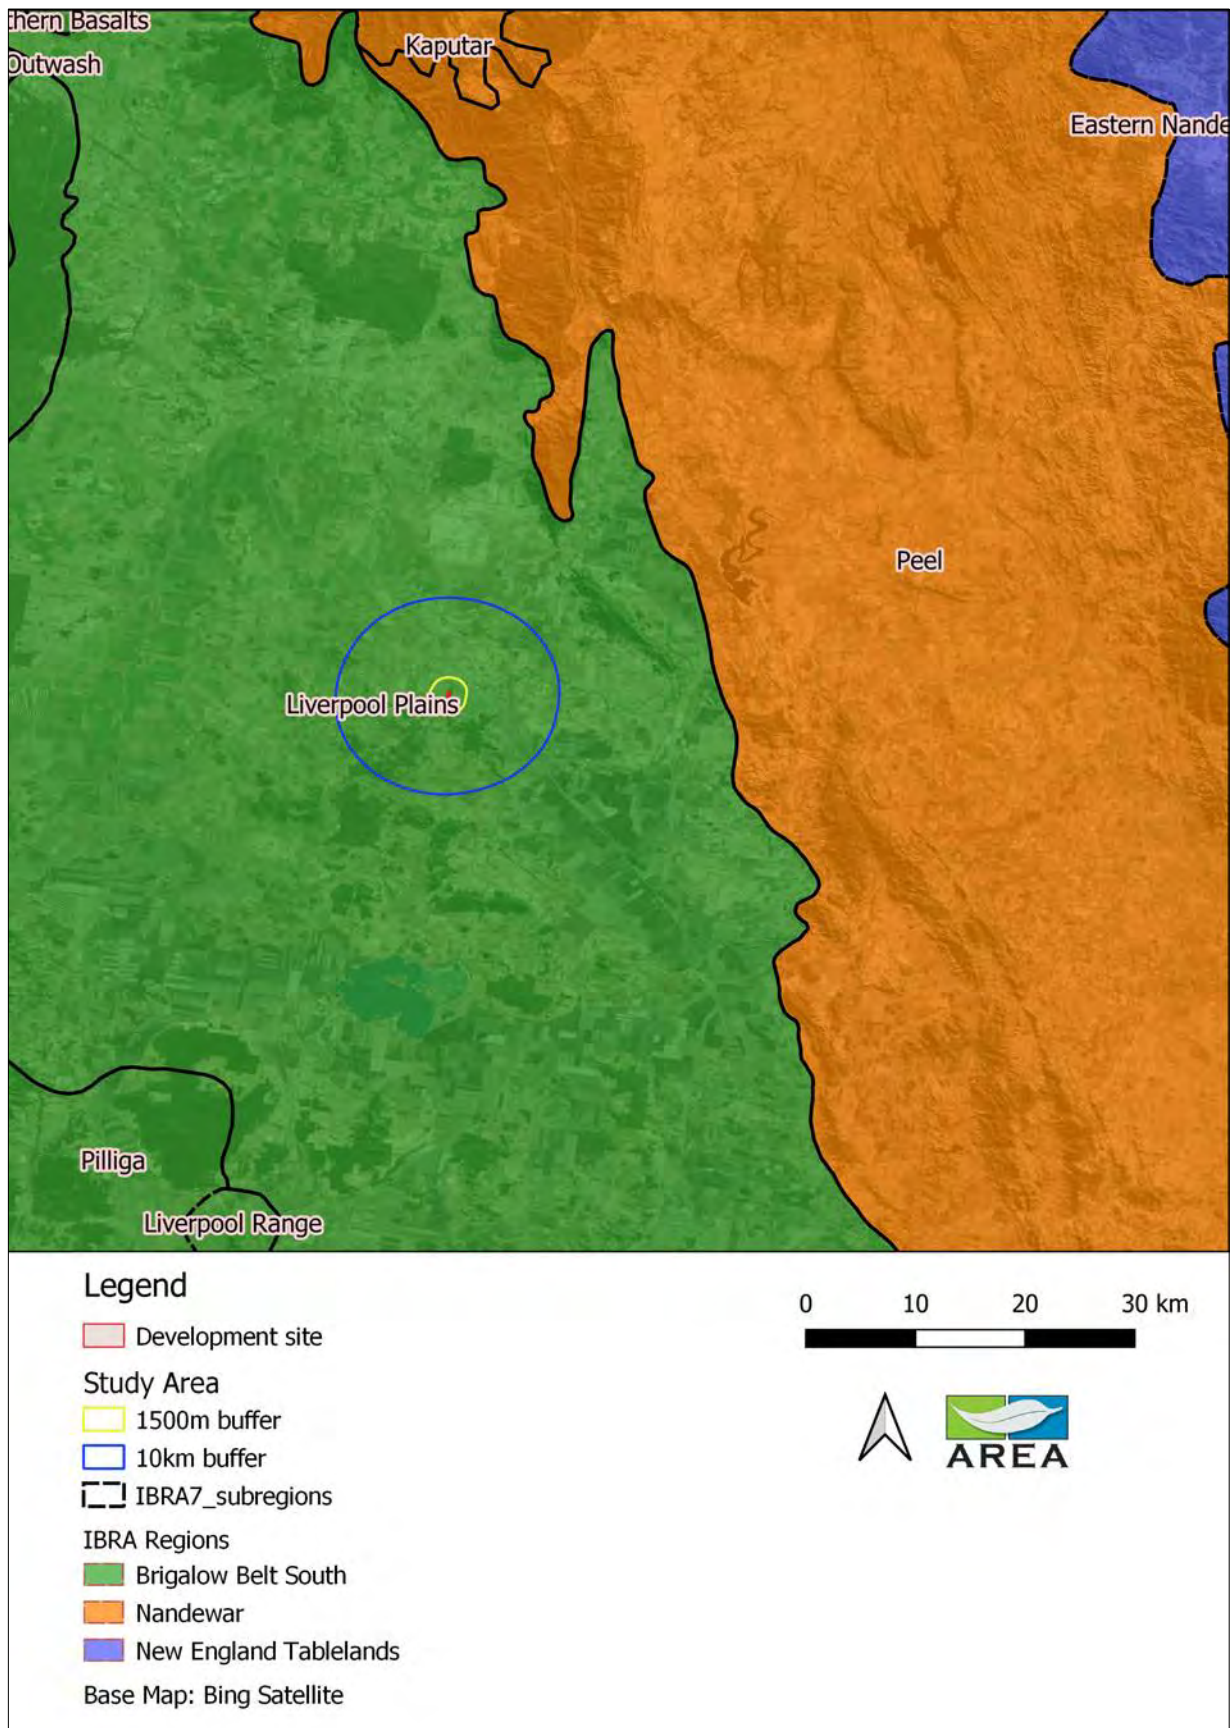 thern Basalts
Outwash
Kaputar
Eastern Nande
Peel
Liverpool Plains
Pilliga
Liverpool Range
Legend
Development site
Study Area
1500m buffer
10km buffer
IBRA7_subregions
IBRA Regions
Brigalow Belt South
Nandewar
New England Tablelands
Base Map: Bing Satellite
0 10 20 30 km
AREA